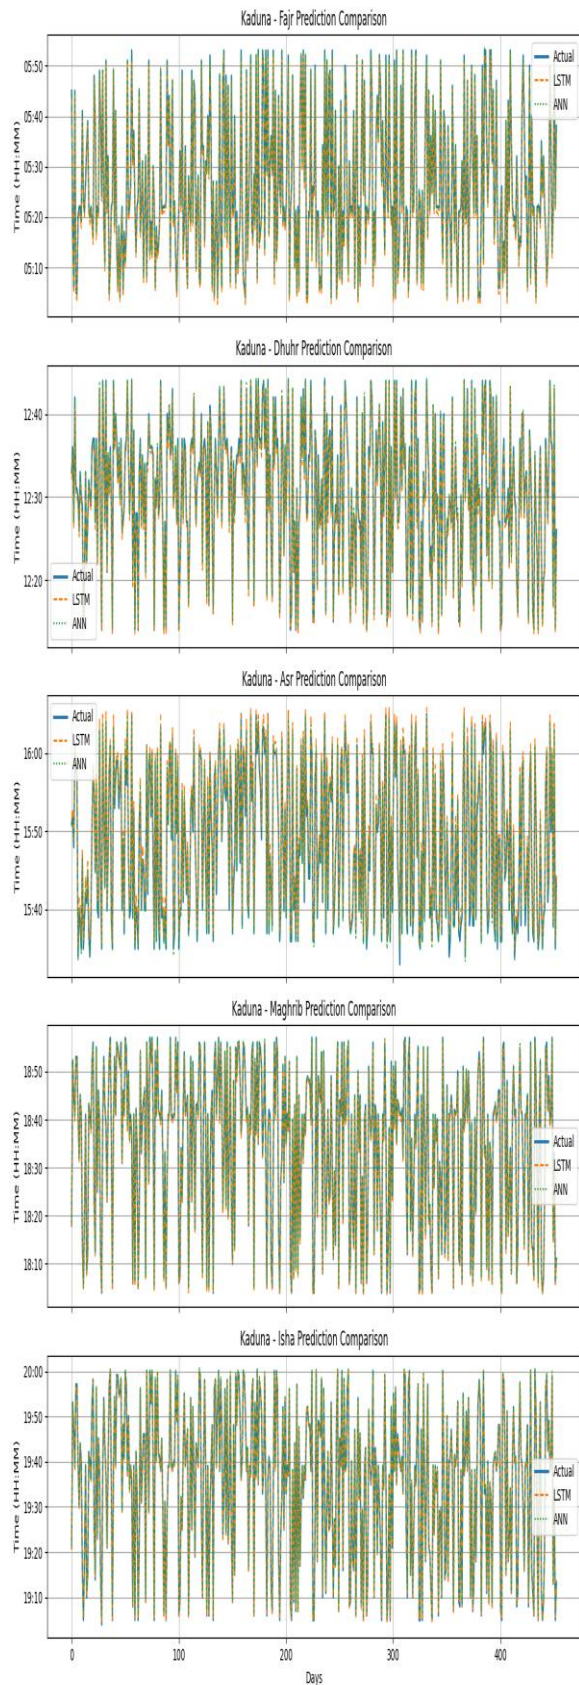 Kaduna - Fajr Prediction Comparison
Time (HH:MM)
05:50
05:40
05:30
05:20
05:10
Actual
LSTM
ANN
Kaduna - Dhuhr Prediction Comparison
Time (HH:MM)
12:40
12:30
12:20
Actual
LSTM
ANN
Kaduna - Asr Prediction Comparison
Time (HH:MM)
16:00
15:50
15:40
Actual
LSTM
ANN
Kaduna - Maghrib Prediction Comparison
Time (HH:MM)
18:50
18:40
18:30
18:20
18:10
Actual
LSTM
ANN
Kaduna - Isha Prediction Comparison
Time (HH:MM)
20:00
19:50
19:40
19:30
19:20
19:10
Actual
LSTM
ANN
0 100 200 300 400
Days